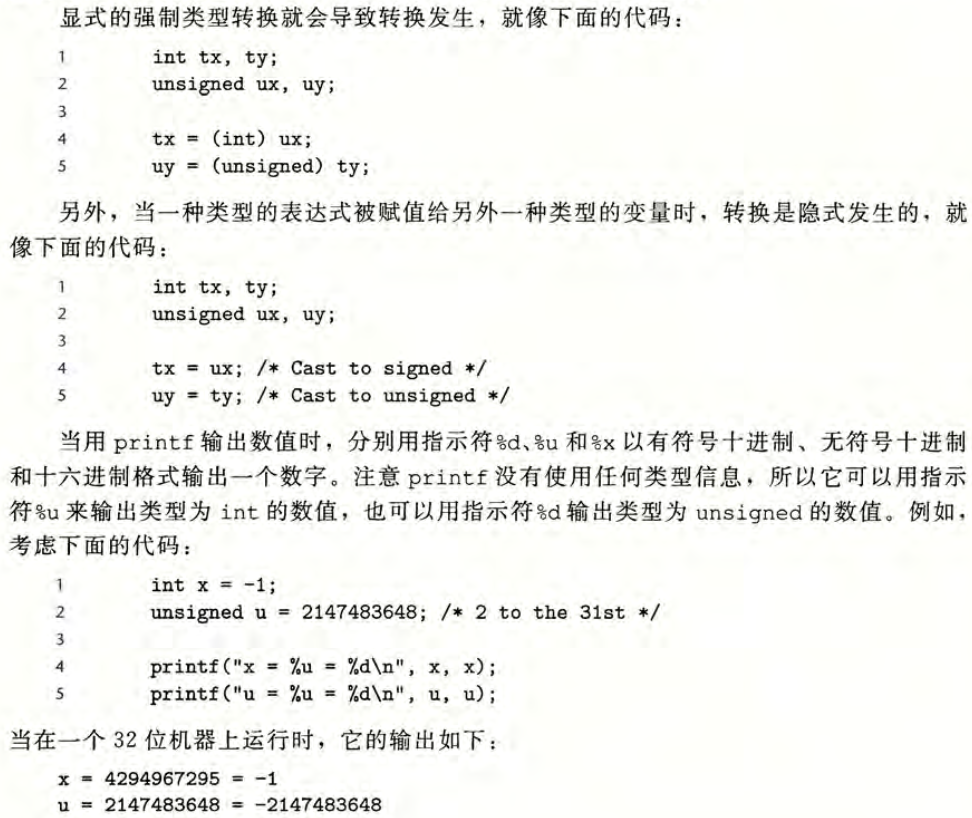 显式的强制类型转换就会导致转换发生，就像下面的代码：
1 int tx, ty;
2 unsigned ux, uy;
3
4 tx = (int) ux;
5 uy = (unsigned) ty;
另外，当一种类型的表达式被赋值给另外一种类型的变量时，转换是隐式发生的，就
像下面的代码：
1 int tx, ty;
2 unsigned ux, uy;
3
4 tx = ux; /* Cast to signed */
5 uy = ty; /* Cast to unsigned */
当用 printf 输出数值时，分别用指示符%d、%u 和%x 以有符号十进制、无符号十进制
和十六进制格式输出一个数字。注意 printf 没有使用任何类型信息，所以它可以用指示
符%u 来输出类型为 int 的数值，也可以用指示符%d 输出类型为 unsigned 的数值。例如，
考虑下面的代码：
1 int x = -1;
2 unsigned u = 2147483648; /* 2 to the 31st */
3
4 printf("x = %u = %d\n", x, x);
5 printf("u = %u = %d\n", u, u);
当在一个 32 位机器上运行时，它的输出如下：
x = 4294967295 = -1
u = 2147483648 = -2147483648